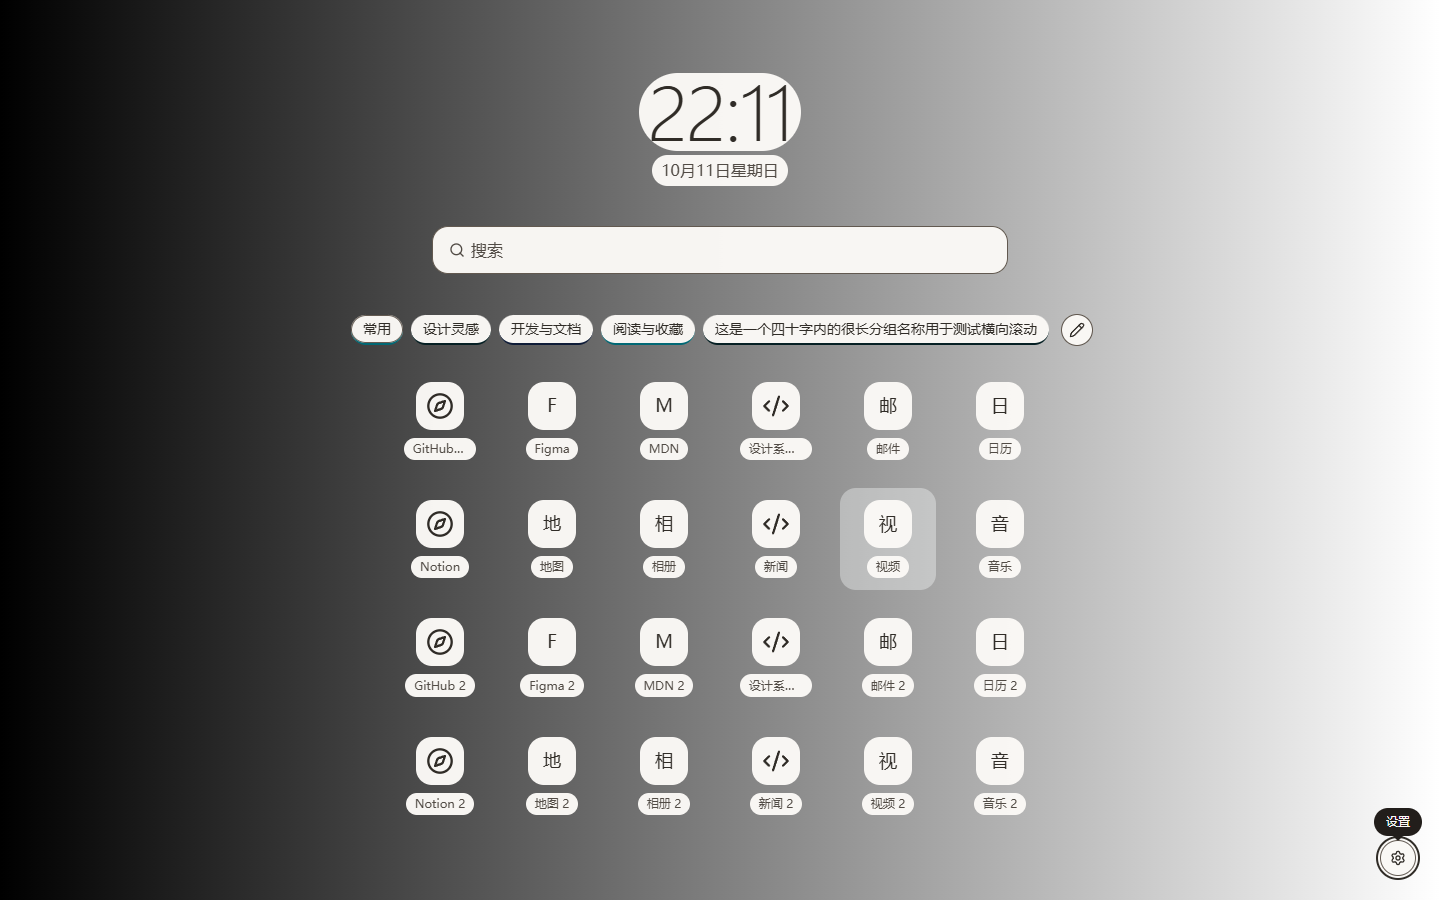 22:11
10月11日星期日
搜索
常用 设计灵感 开发与文档 阅读与收藏 这是一个四十字内的很长分组名称用于测试横向滚动
F M 邮 日
GitHub... Figma MDN 设计系... 邮件 日历
地 相 视 音
Notion 地图 相册 新闻 视频 音乐
F M 邮 日
GitHub 2 Figma 2 MDN 2 设计系... 邮件 2 日历 2
地 相 视 音
Notion 2 地图 2 相册 2 新闻 2 视频 2 音乐 2
设置